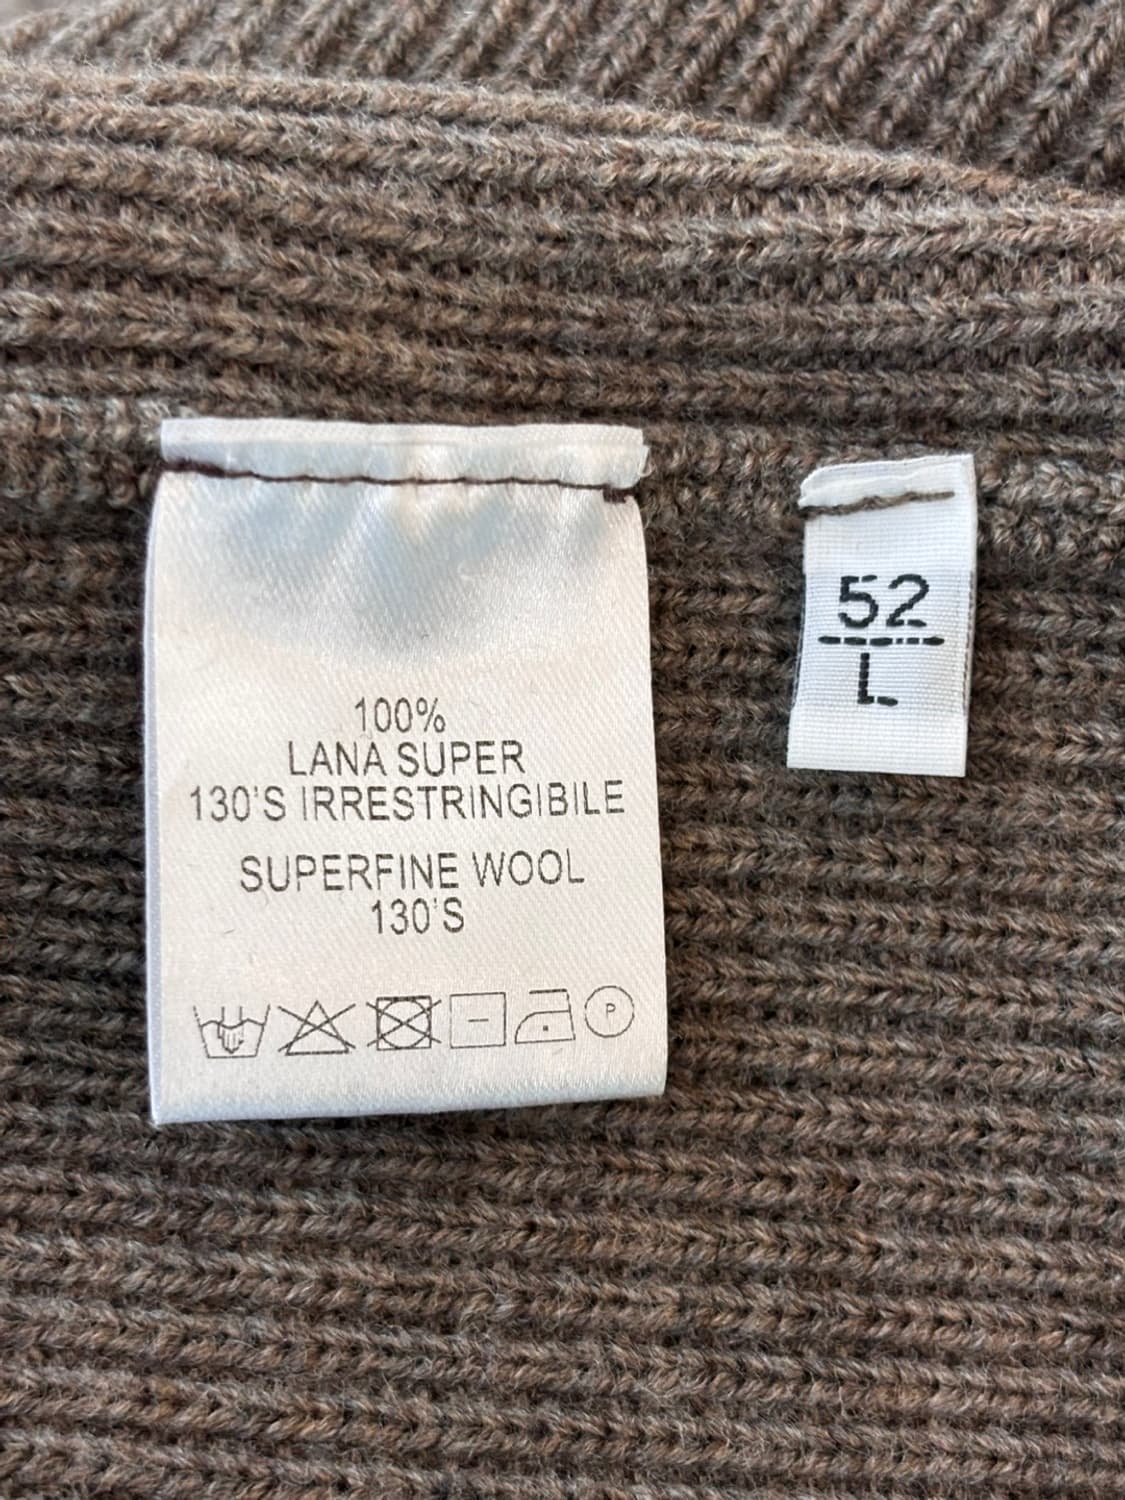 100%
LANA SUPER
130'S IRRESTRINGIBILE
SUPERFINE WOOL
130'S
P
52
L